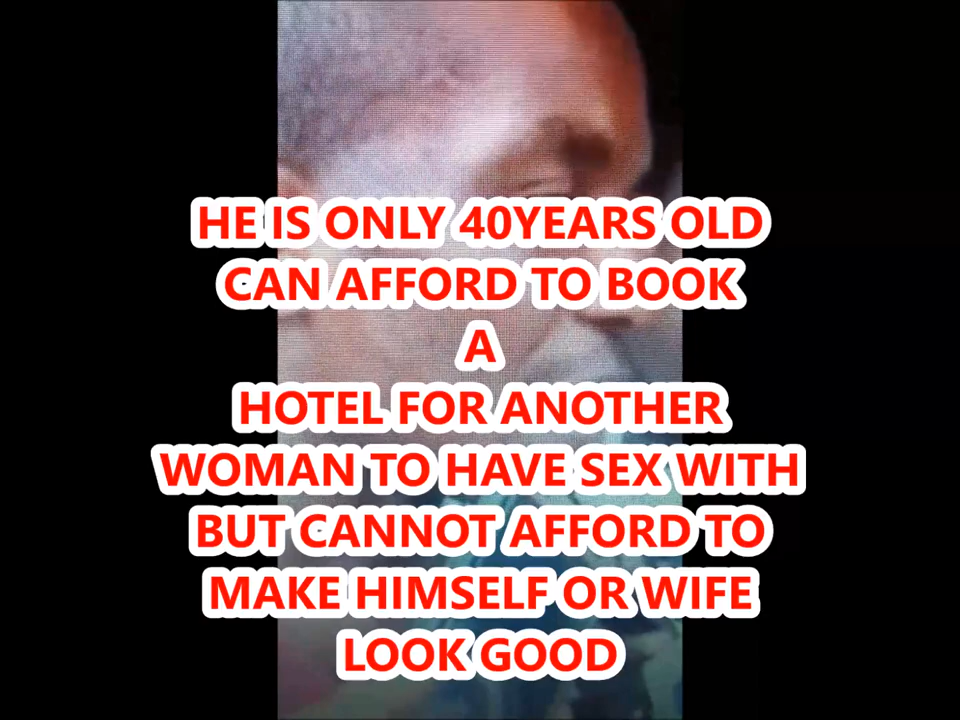 HE IS ONLY 40YEARS OLD
CAN AFFORD TO BOOK
A
HOTEL FOR ANOTHER
WOMAN TO HAVE SEX WITH
BUT CANNOT AFFORD TO
MAKE HIMSELF OR WIFE
LOOK GOOD